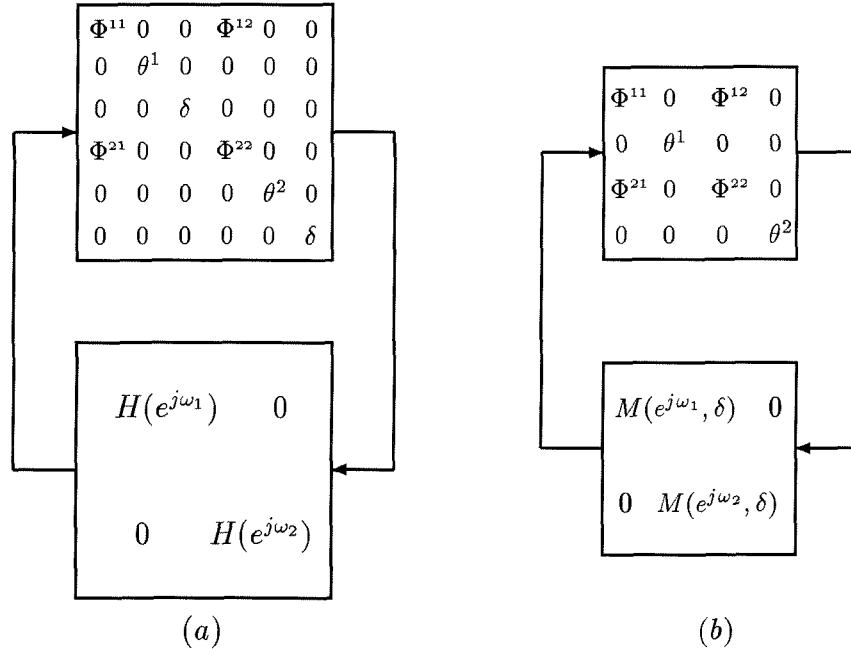 Φ¹¹ 0 0 Φ¹² 0 0
0 θ¹ 0 0 0 0
0 0 δ 0 0 0
Φ²¹ 0 0 Φ²² 0 0
0 0 0 0 θ² 0
0 0 0 0 0 δ
H(e^{jω₁}) 0
0 H(e^{jω₂})
(a)
Φ¹¹ 0 Φ¹² 0
0 θ¹ 0 0
Φ²¹ 0 Φ²² 0
0 0 0 θ²
M(e^{jω₁}, δ) 0
0 M(e^{jω₂}, δ)
(b)